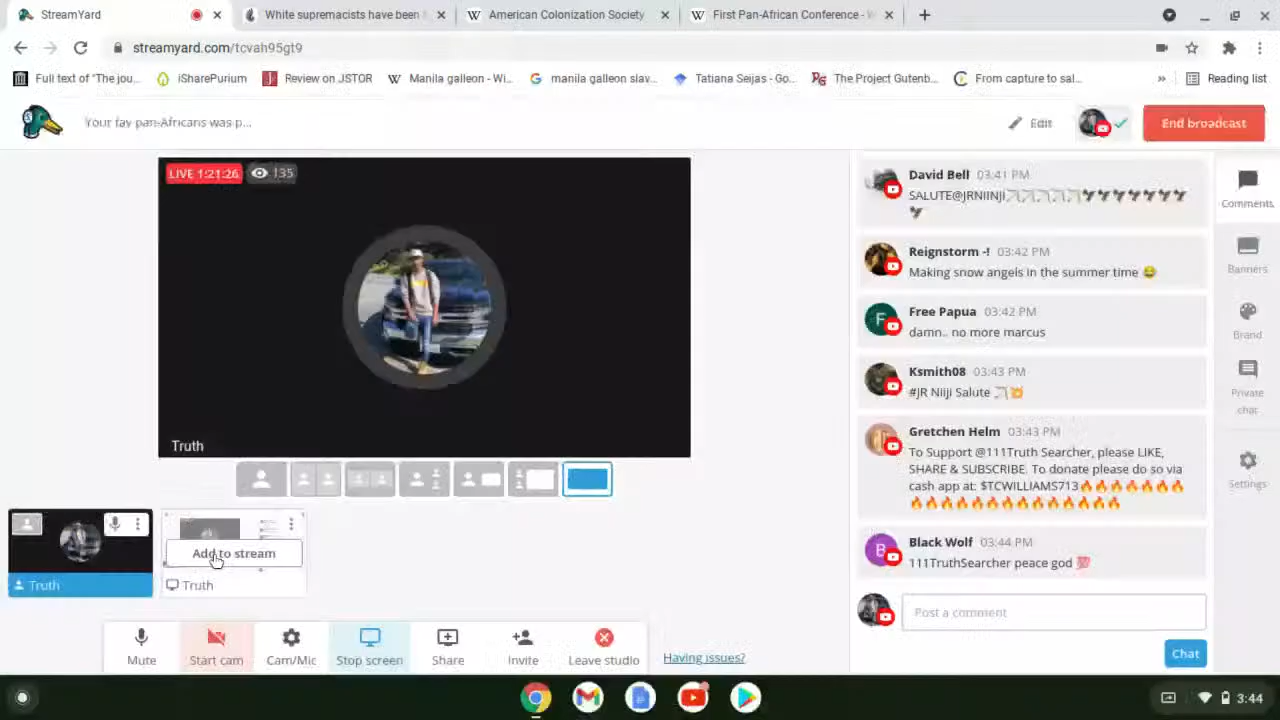 StreamYard
White supremacists have been
American Colonization Society
First Pan-African Conference - W
streamyard.com/tcvah95gt9
Full text of "The jou...
iSharePurium
Review on JSTOR
Manila galleon - Wi...
manila galleon slav...
Tatiana Seijas - Go...
The Project Gutenb...
From capture to sal...
»
Reading list
Your fav pan-Africans was p...
Edit
End broadcast
LIVE 1:21:26
135
Truth
Add to stream
Truth
Truth
Mute
Start cam
Cam/Mic
Stop screen
Share
Invite
Leave studio
Having issues?
David Bell 03:41 PM
SALUTE@JRNIINJI🏹🏹🏹🏹🏹🦅🦅🦅🦅🦅🦅🦅
🦅
Reignstorm -! 03:42 PM
Making snow angels in the summer time 😂
F
Free Papua 03:42 PM
damn.. no more marcus
Ksmith08 03:43 PM
#JR Niiji Salute 🏹💥
Gretchen Helm 03:43 PM
To Support @111Truth Searcher, please LIKE,
SHARE & SUBSCRIBE. To donate please do so via
cash app at: $TCWILLIAMS713🔥🔥🔥🔥🔥🔥🔥
🔥🔥🔥🔥🔥🔥🔥🔥🔥🔥🔥🔥🔥🔥
B
Black Wolf 03:44 PM
111TruthSearcher peace god 💯
Post a comment
Chat
Comments
Banners
Brand
Private
chat
Settings
3:44